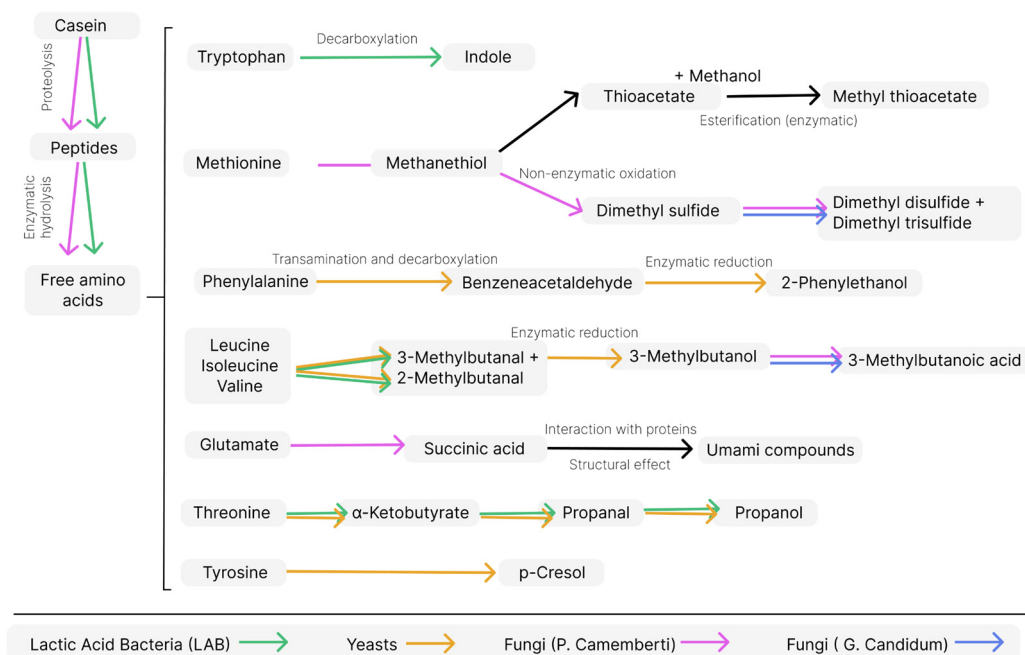 Casein
Proteolysis
Peptides
Enzymatic
hydrolysis
Free amino
acids
Tryptophan
Decarboxylation
Indole
Methionine
Methanethiol
Thioacetate
+ Methanol
Esterification (enzymatic)
Methyl thioacetate
Non-enzymatic oxidation
Dimethyl sulfide
Dimethyl disulfide +
Dimethyl trisulfide
Phenylalanine
Transamination and decarboxylation
Benzeneacetaldehyde
Enzymatic reduction
2-Phenylethanol
Leucine
Isoleucine
Valine
3-Methylbutanal +
2-Methylbutanal
Enzymatic reduction
3-Methylbutanol
3-Methylbutanoic acid
Glutamate
Succinic acid
Interaction with proteins
Structural effect
Umami compounds
Threonine
α-Ketobutyrate
Propanal
Propanol
Tyrosine
p-Cresol
Lactic Acid Bacteria (LAB)
Yeasts
Fungi (P. Camemberti)
Fungi ( G. Candidum)